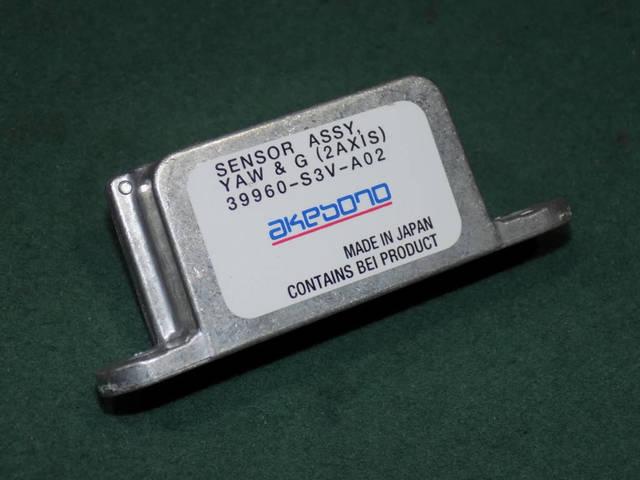 SENSOR ASSY,
YAW & G (2AXIS)
39960-S3V-A02
akebono
MADE IN JAPAN
CONTAINS BEI PRODUCT